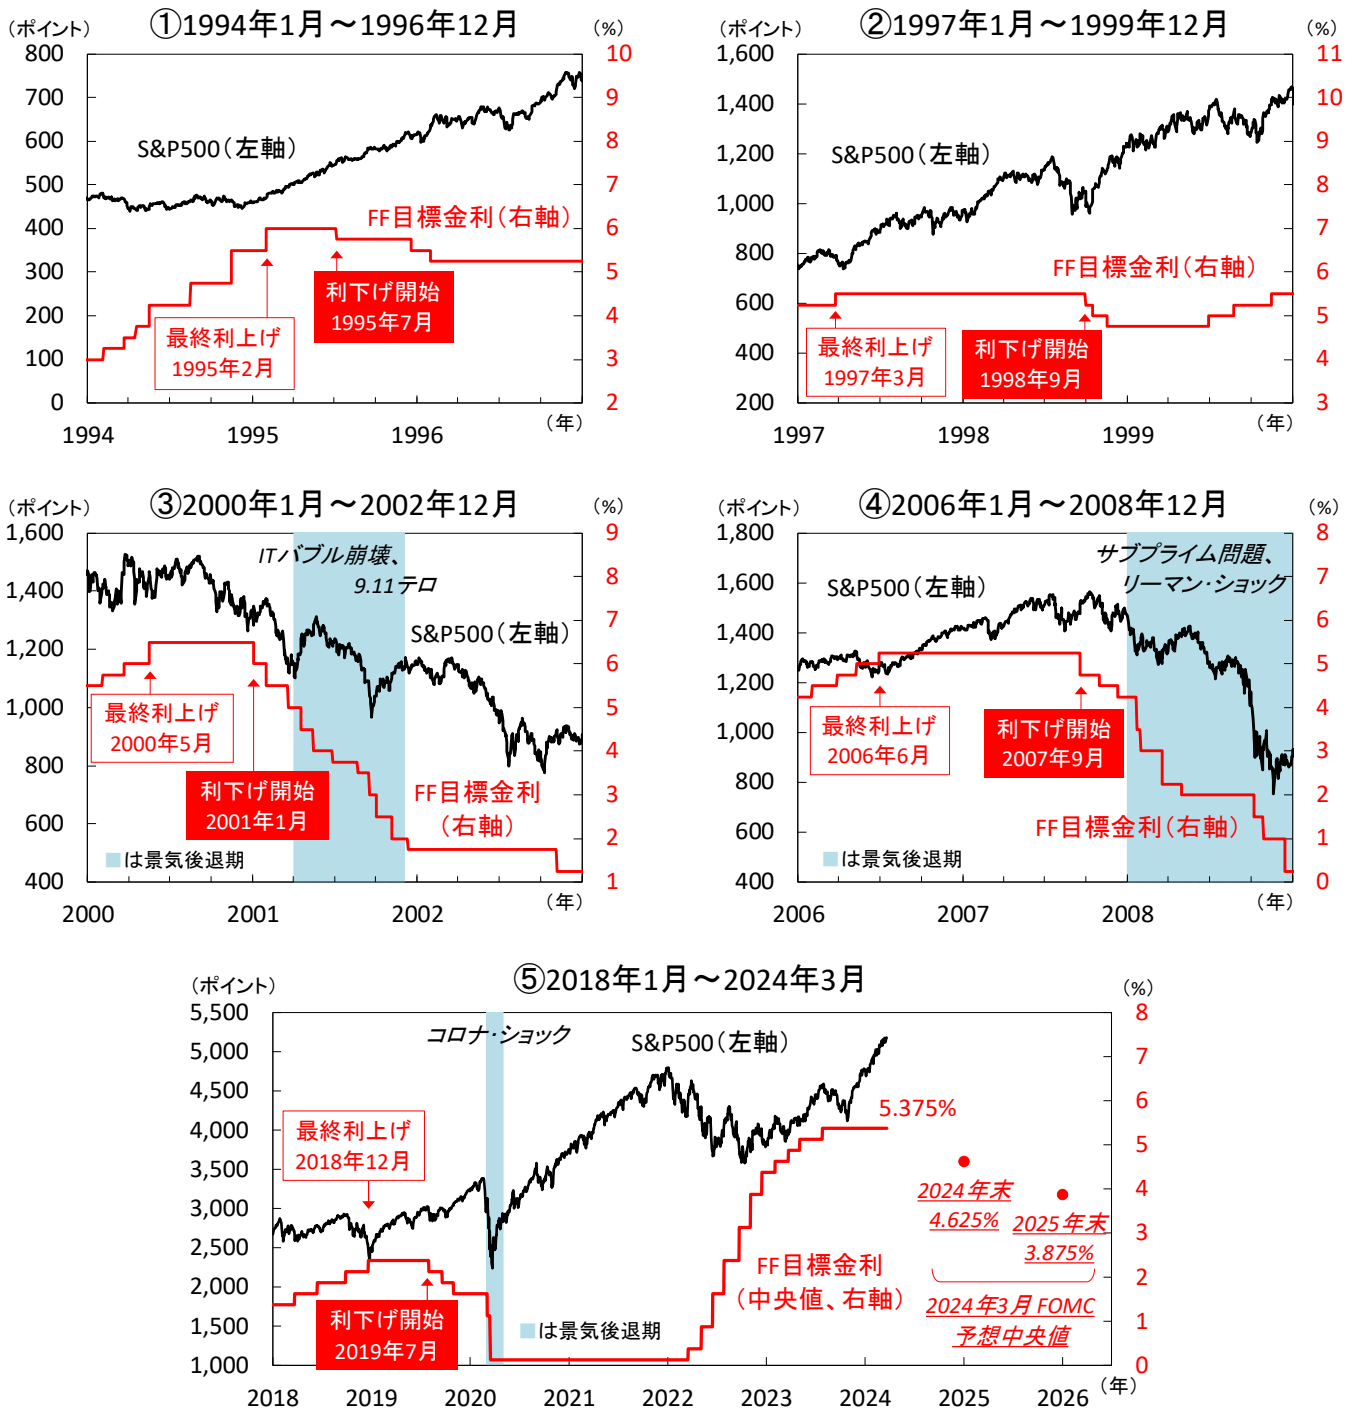 ①1994年1月～1996年12月
（ポイント）
(%)
800
700
600
500
400
300
200
100
0
10
9
8
7
6
5
4
3
2
S&P500（左軸）
FF目標金利（右軸）
利下げ開始
1995年7月
最終利上げ
1995年2月
1994
1995
1996
（年）
②1997年1月～1999年12月
（ポイント）
(%)
1,600
1,400
1,200
1,000
800
600
400
200
11
10
9
8
7
6
5
4
3
S&P500（左軸）
FF目標金利（右軸）
最終利上げ
1997年3月
利下げ開始
1998年9月
1997
1998
1999
（年）
③2000年1月～2002年12月
（ポイント）
(%)
1,600
1,400
1,200
1,000
800
600
400
9
8
7
6
5
4
3
2
1
ITバブル崩壊、
9.11テロ
S&P500（左軸）
最終利上げ
2000年5月
利下げ開始
2001年1月
FF目標金利
（右軸）
は景気後退期
2000
2001
2002
（年）
④2006年1月～2008年12月
（ポイント）
(%)
1,800
1,600
1,400
1,200
1,000
800
600
400
8
7
6
5
4
3
2
1
0
サブプライム問題、
リーマン･ショック
S&P500（左軸）
最終利上げ
2006年6月
利下げ開始
2007年9月
FF目標金利（右軸）
は景気後退期
2006
2007
2008
（年）
⑤2018年1月～2024年3月
（ポイント）
(%)
5,500
5,000
4,500
4,000
3,500
3,000
2,500
2,000
1,500
1,000
8
7
6
5
4
3
2
1
0
コロナ･ショック
S&P500（左軸）
5.375%
最終利上げ
2018年12月
2024年末
4.625%
2025年末
3.875%
FF目標金利
（中央値、右軸）
2024年3月 FOMC
予想中央値
利下げ開始
2019年7月
は景気後退期
2018
2019
2020
2021
2022
2023
2024
2025
2026
（年）